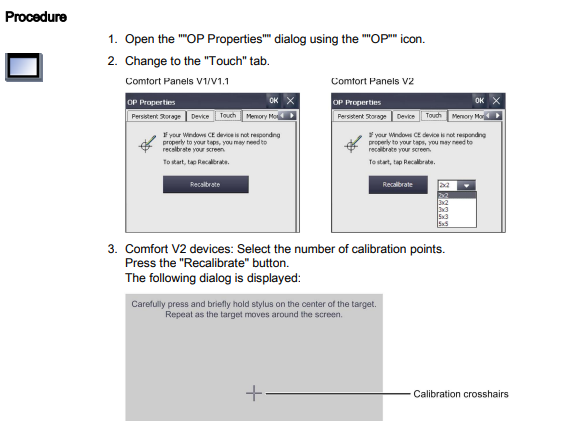 Procedure
1. Open the ""OP Properties"" dialog using the ""OP"" icon.
2. Change to the "Touch" tab.
Comfort Panels V1/V1.1
OP Properties OK
Persistent Storage Device Touch Memory Mon
If your Windows CE device is not responding
properly to your taps, you may need to
recalibrate your screen.
To start, tap Recalibrate.
Recalibrate
Comfort Panels V2
OP Properties OK
Persistent Storage Device Touch Memory Mon
If your Windows CE device is not responding
properly to your taps, you may need to
recalibrate your screen.
To start, tap Recalibrate.
Recalibrate 2x2
2x2
3x2
3x3
5x3
5x5
3. Comfort V2 devices: Select the number of calibration points.
Press the "Recalibrate" button.
The following dialog is displayed:
Carefully press and briefly hold stylus on the center of the target.
Repeat as the target moves around the screen.
Calibration crosshairs